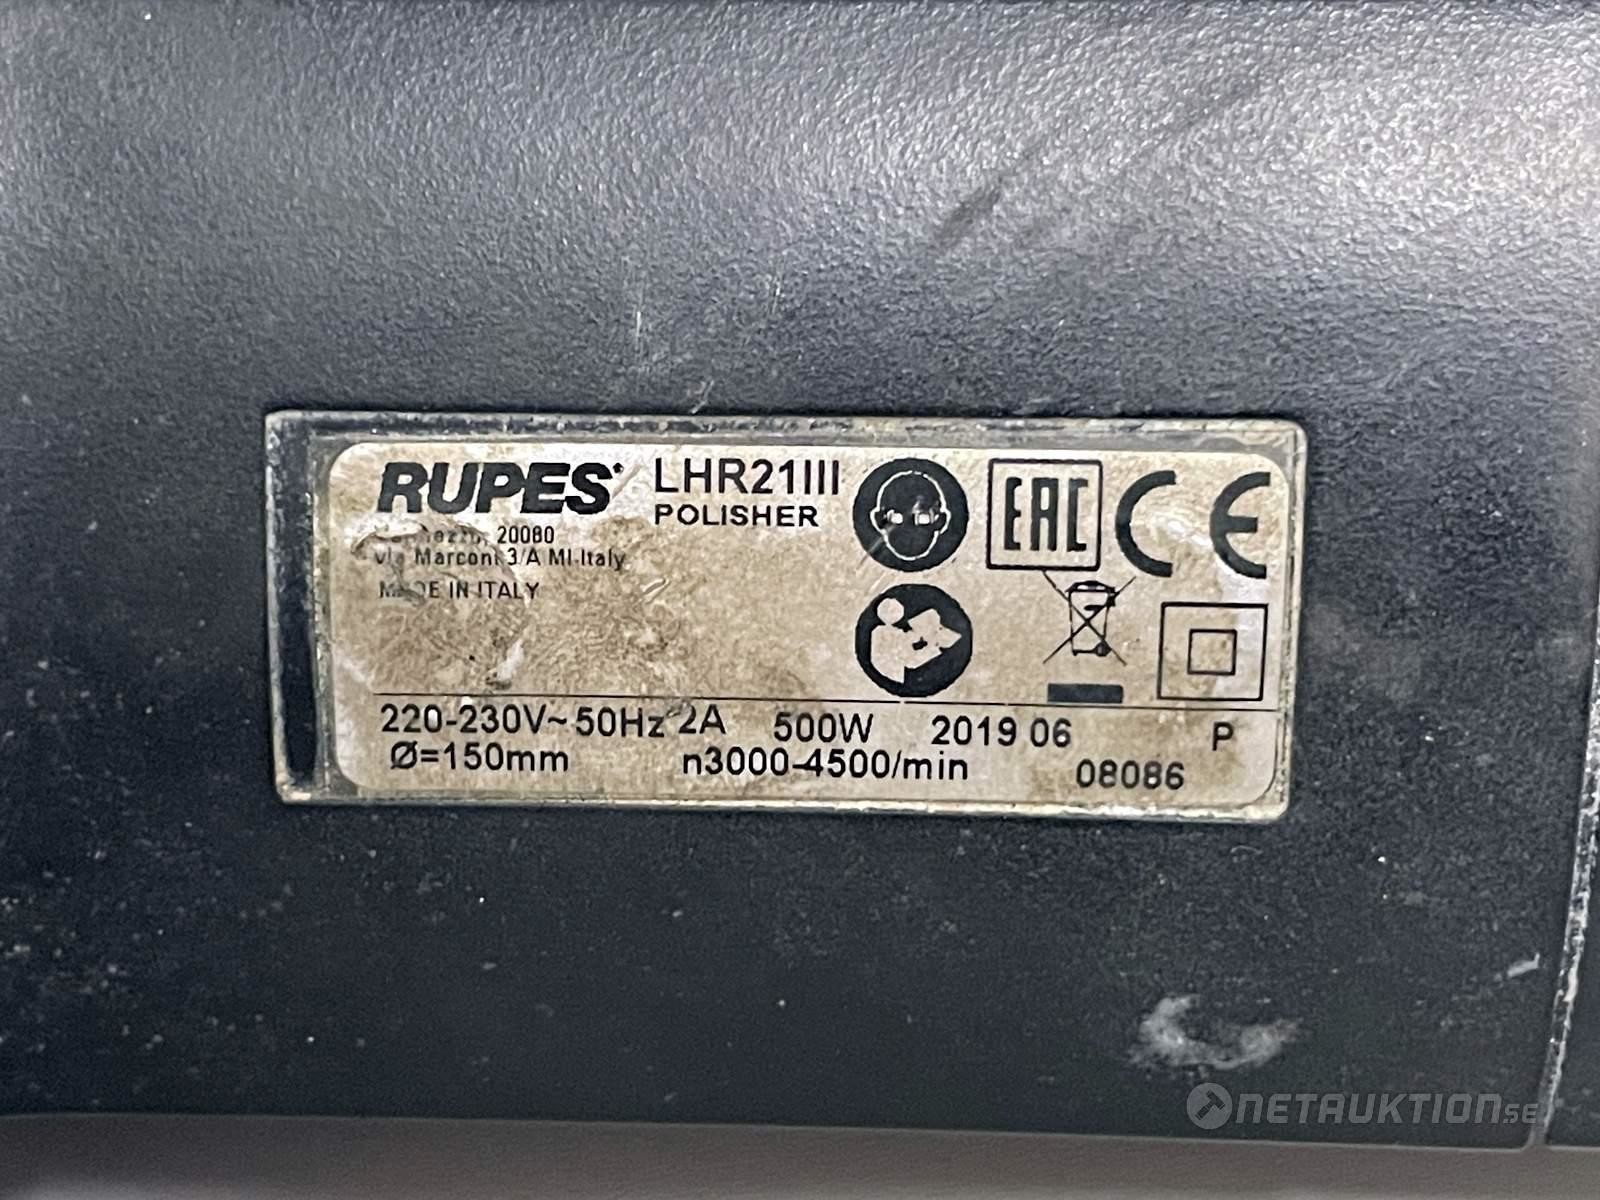 RUPES LHR21III
POLISHER
20080
via Marconi 3/A MI-Italy
MADE IN ITALY
EAC CE
220-230V~50Hz 2A 500W 2019 06 P
Ø=150mm n3000-4500/min 08086
NETAUKTION.SE